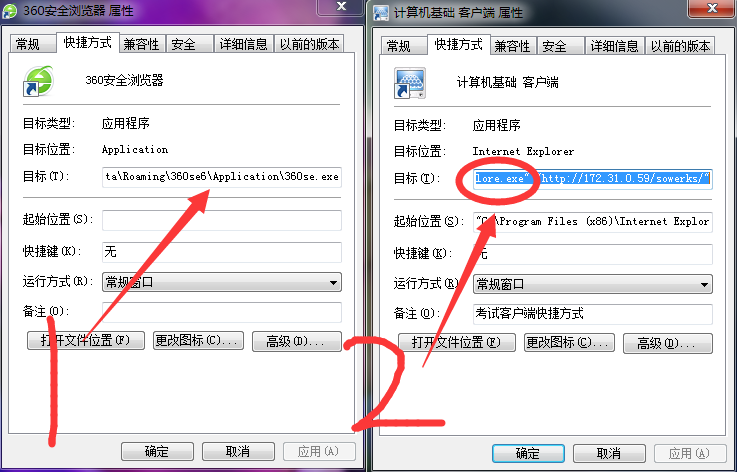 360安全浏览器 属性
常规 快捷方式 兼容性 安全 详细信息 以前的版本
360安全浏览器
目标类型: 应用程序
目标位置: Application
目标(T): ta\Roaming\360se6\Application\360se.exe
起始位置(S):
快捷键(K): 无
运行方式(R): 常规窗口
备注(O):
打开文件位置(F) 更改图标(C)... 高级(D)...
1
确定 取消 应用(A)
计算机基础 客户端 属性
常规 快捷方式 兼容性 安全 详细信息 以前的版本
计算机基础 客户端
目标类型: 应用程序
目标位置: Internet Explorer
目标(T): lore.exe" "http://172.31.0.59/sowerks/"
起始位置(S): "C:\Program Files (x86)\Internet Explor
快捷键(K): 无
运行方式(R): 常规窗口
备注(O): 考试客户端快捷方式
打开文件位置(F) 更改图标(C)... 高级(D)...
2
确定 取消 应用(A)